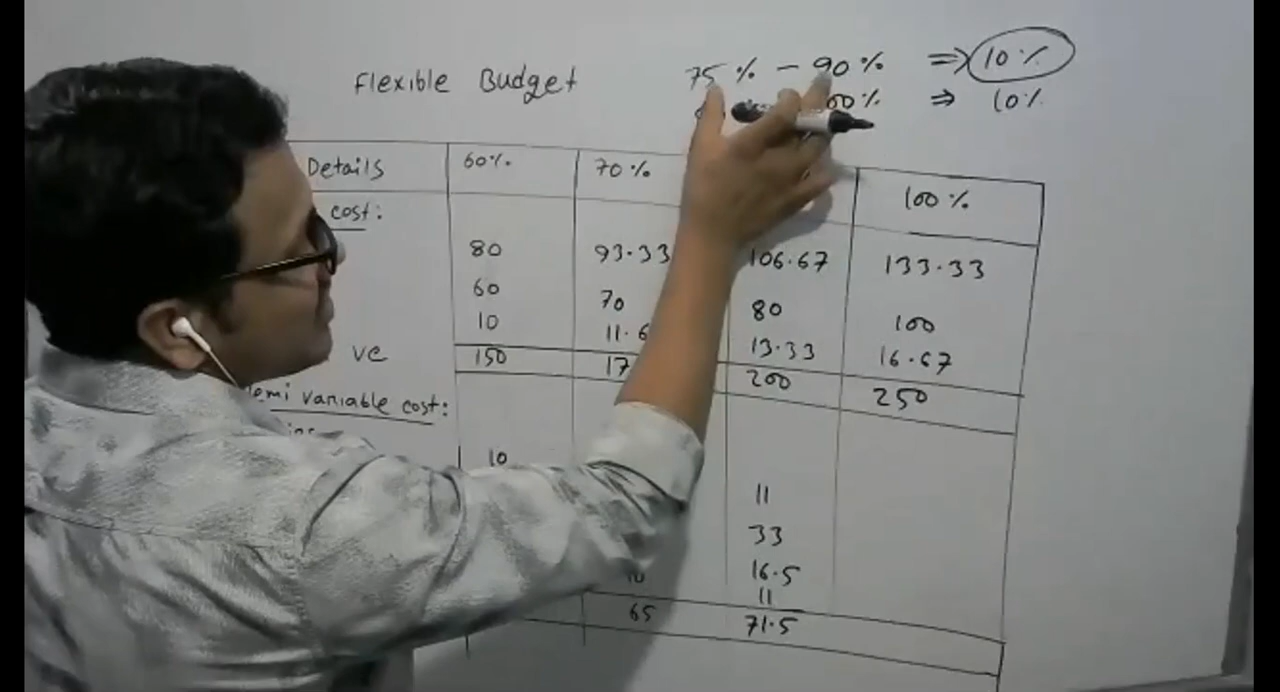 Flexible Budget
75 % - 90 % ⇒ 10 %
00 % ⇒ 10 %
Details 60 % 70 % 100 %
cost:
80 93.33 106.67 133.33
60 70 80 100
10 11.6 13.33 16.67
ve 150 17 200 250
emi variable cost:
10
11
33
16.5
11
65 71.5